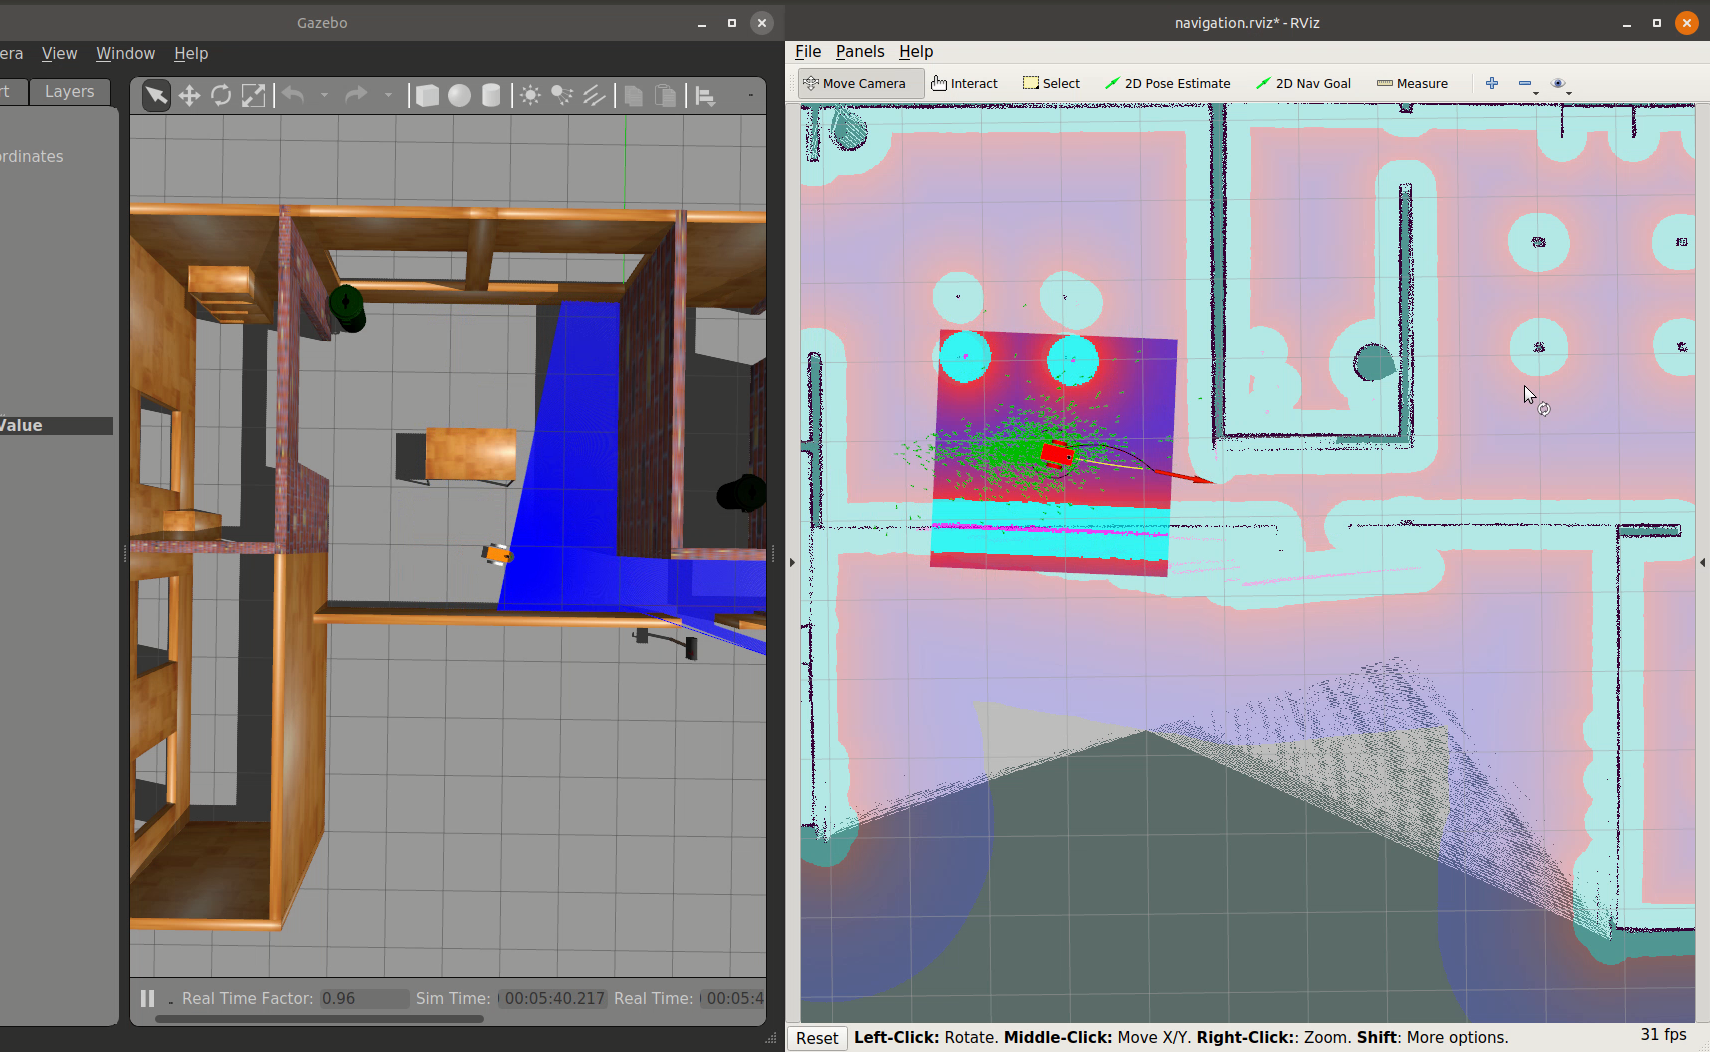 Gazebo
era View Window Help
rt Layers
ordinates
Value
Real Time Factor: 0.96 Sim Time: 00:05:40.217 Real Time: 00:05:4
navigation.rviz* - RViz
File Panels Help
Move Camera Interact Select 2D Pose Estimate 2D Nav Goal Measure
Reset Left-Click: Rotate. Middle-Click: Move X/Y. Right-Click:: Zoom. Shift: More options. 31 fps